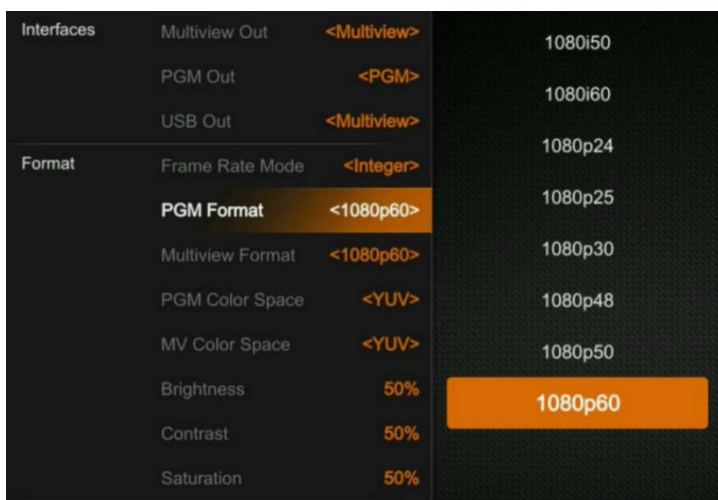 Interfaces Multiview Out <Multiview>
PGM Out <PGM>
USB Out <Multiview>
Format Frame Rate Mode <Integer>
PGM Format <1080p60>
Multiview Format <1080p60>
PGM Color Space <YUV>
MV Color Space <YUV>
Brightness 50%
Contrast 50%
Saturation 50%
1080i50
1080i60
1080p24
1080p25
1080p30
1080p48
1080p50
1080p60